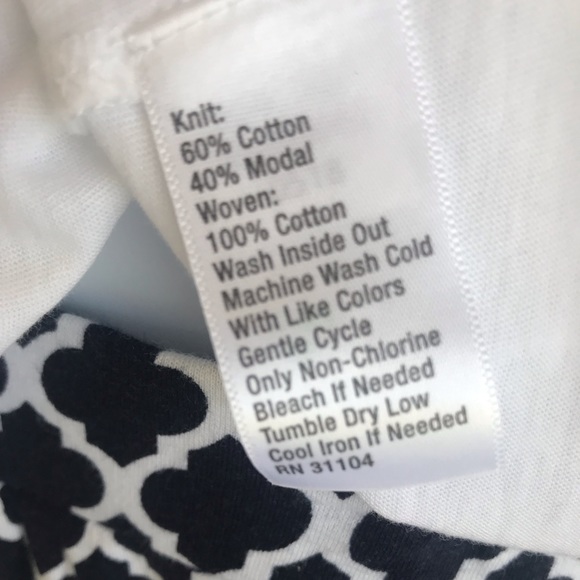 Knit:
60% Cotton
40% Modal
Woven:
100% Cotton
Wash Inside Out
Machine Wash Cold
With Like Colors
Gentle Cycle
Only Non-Chlorine
Bleach If Needed
Tumble Dry Low
Cool Iron If Needed
RN 31104